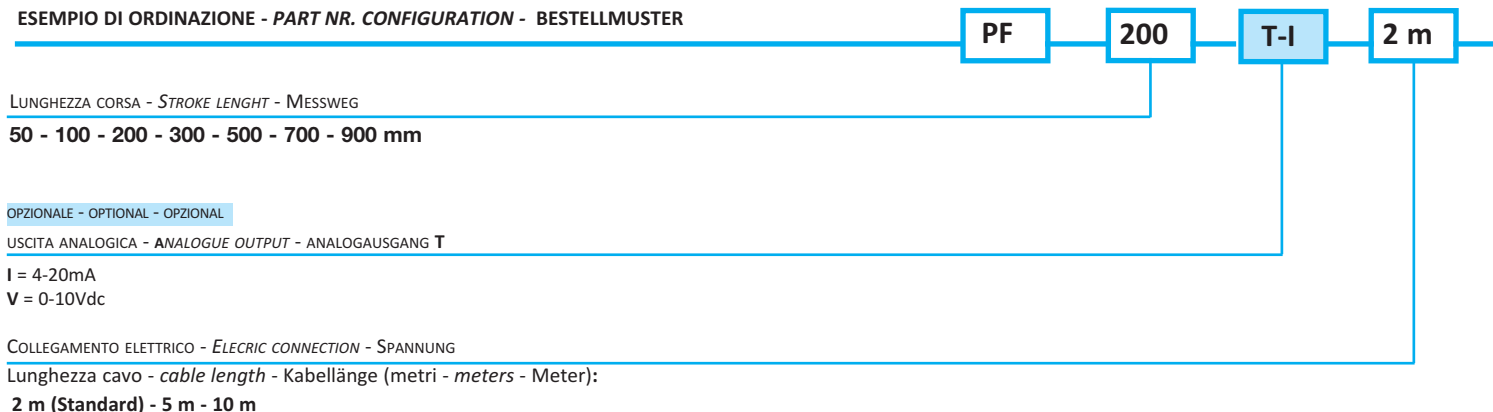 ESEMPIO DI ORDINAZIONE - PART NR. CONFIGURATION - BESTELLMUSTER
PF 200 T-I 2 m
LUNGHEZZA CORSA - STROKE LENGHT - MESSWEG
50 - 100 - 200 - 300 - 500 - 700 - 900 mm
OPZIONALE - OPTIONAL - OPZIONAL
USCITA ANALOGICA - ANALOGUE OUTPUT - ANALOGAUSGANG T
I = 4-20mA
V = 0-10Vdc
COLLEGAMENTO ELETTRICO - ELECRIC CONNECTION - SPANNUNG
Lunghezza cavo - cable length - Kabellänge (metri - meters - Meter):
2 m (Standard) - 5 m - 10 m